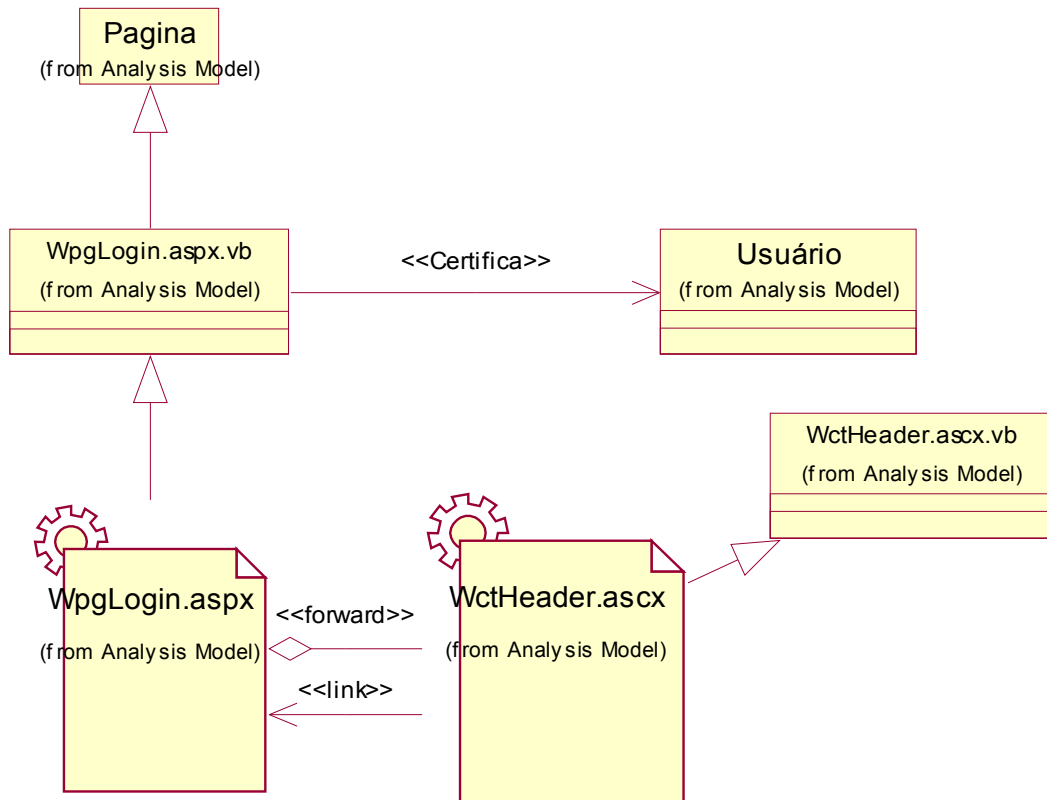 Pagina
(from Analysis Model)
WpgLogin.aspx.vb
(from Analysis Model)
<<Certifica>>
Usuário
(from Analysis Model)
WctHeader.ascx.vb
(from Analysis Model)
WpgLogin.aspx
(from Analysis Model)
<<forward>>
<<link>>
WctHeader.ascx
(from Analysis Model)